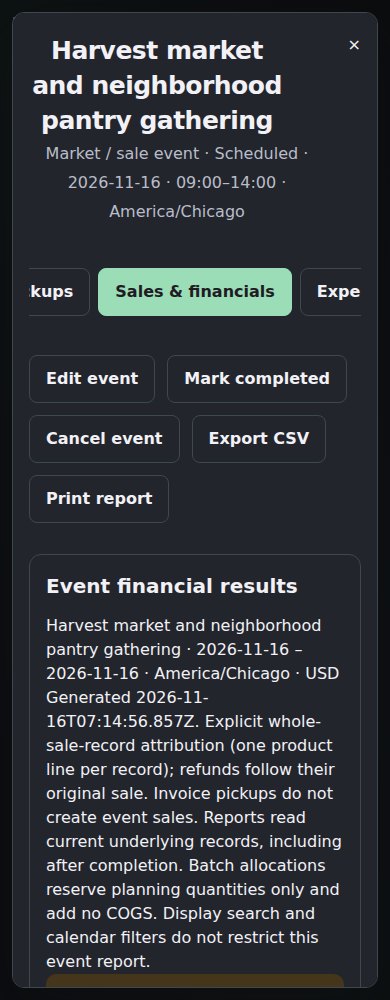 Harvest market
and neighborhood
pantry gathering
×
Market / sale event · Scheduled ·
2026-11-16 · 09:00–14:00 ·
America/Chicago
kups
Sales & financials
Expe
Edit event
Mark completed
Cancel event
Export CSV
Print report
Event financial results
Harvest market and neighborhood
pantry gathering · 2026-11-16 –
2026-11-16 · America/Chicago · USD
Generated 2026-11-
16T07:14:56.857Z. Explicit whole-
sale-record attribution (one product
line per record); refunds follow their
original sale. Invoice pickups do not
create event sales. Reports read
current underlying records, including
after completion. Batch allocations
reserve planning quantities only and
add no COGS. Display search and
calendar filters do not restrict this
event report.